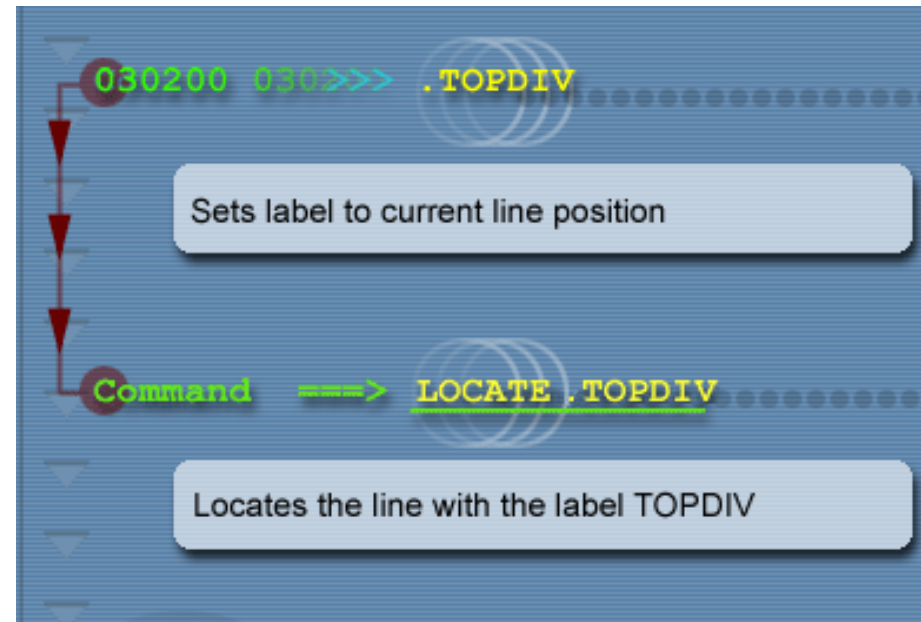 030200 030>>> .TOPDIV
Sets label to current line position
Command ===> LOCATE .TOPDIV
Locates the line with the label TOPDIV